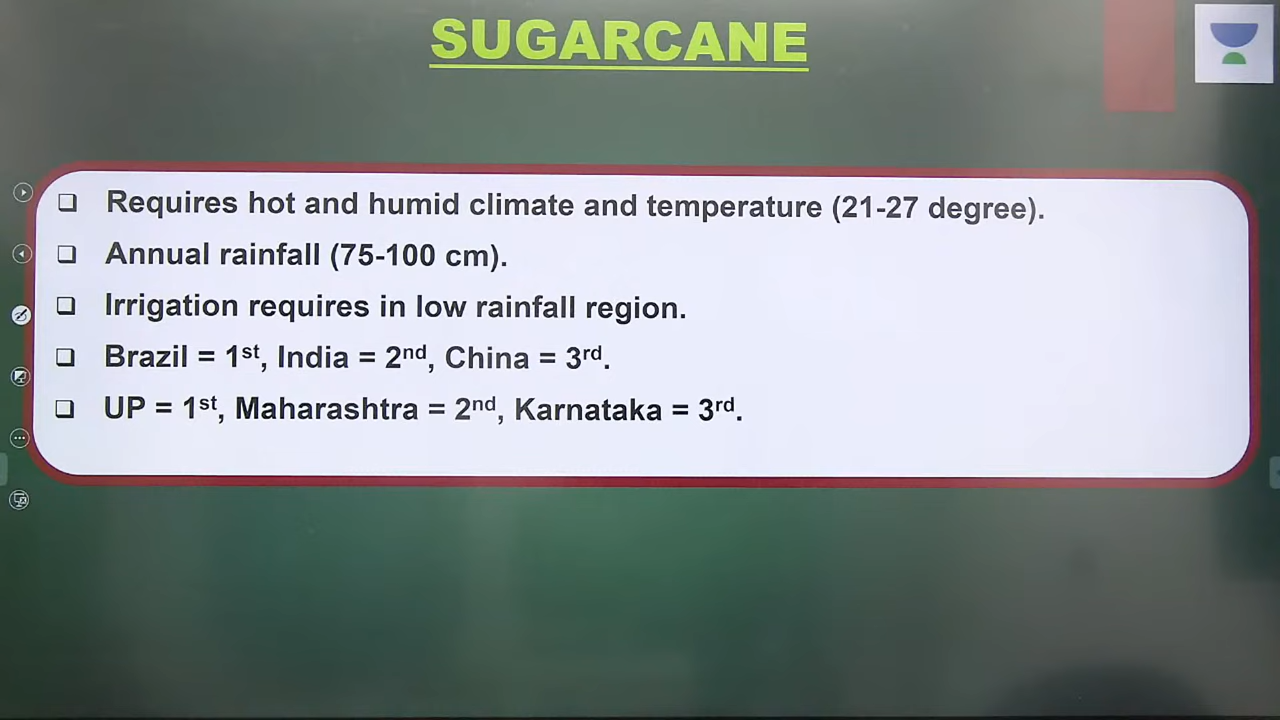 SUGARCANE
❑ Requires hot and humid climate and temperature (21-27 degree).
❑ Annual rainfall (75-100 cm).
❑ Irrigation requires in low rainfall region.
❑ Brazil = 1st, India = 2nd, China = 3rd.
❑ UP = 1st, Maharashtra = 2nd, Karnataka = 3rd.